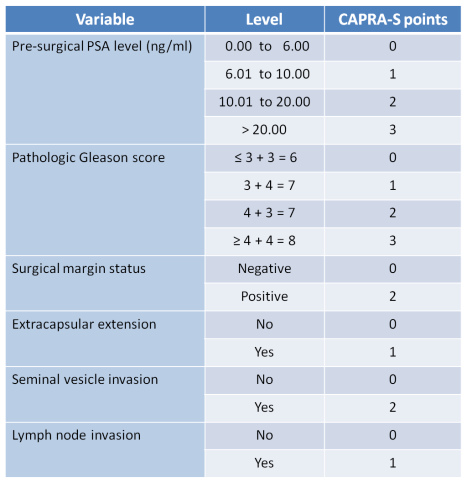 Variable Level CAPRA-S points
Pre-surgical PSA level (ng/ml) 0.00 to 6.00 0
6.01 to 10.00 1
10.01 to 20.00 2
> 20.00 3
Pathologic Gleason score ≤ 3 + 3 = 6 0
3 + 4 = 7 1
4 + 3 = 7 2
≥ 4 + 4 = 8 3
Surgical margin status Negative 0
Positive 2
Extracapsular extension No 0
Yes 1
Seminal vesicle invasion No 0
Yes 2
Lymph node invasion No 0
Yes 1